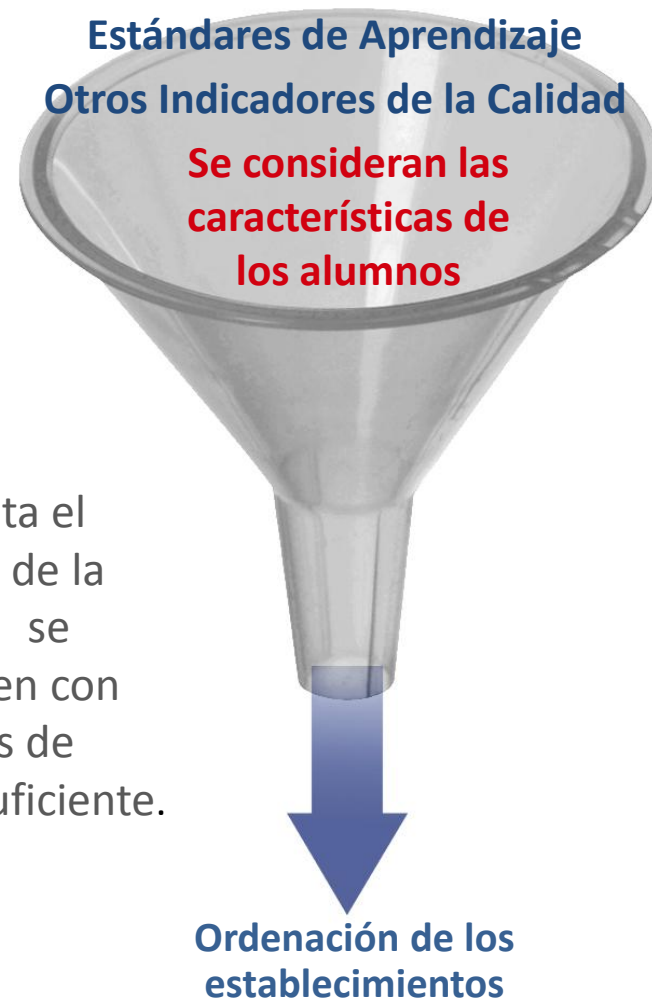 Estándares de Aprendizaje
Otros Indicadores de la Calidad
Se consideran las
características de
los alumnos
ta el
de la
se
en con
s de
uficiente.
Ordenación de los
establecimientos